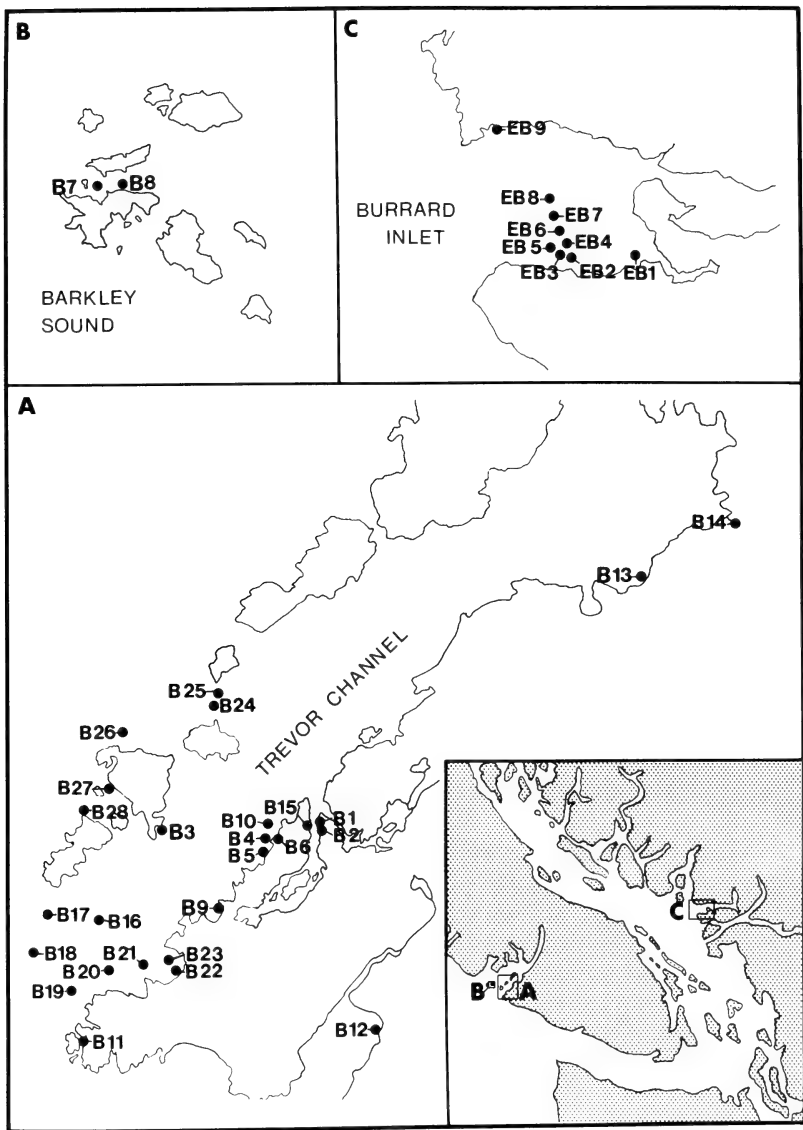 B
B7
B8
BARKLEY
SOUND
C
EB9
EB8
EB7
BURRARD
INLET
EB6
EB4
EB5
EB3
EB2
EB1
A
B14
B13
TREVOR CHANNEL
B25
B24
B26
B27
B28
B3
B15
B10
B1
B4
B2
B5
B6
B9
B17
B16
B18
B21
B23
B20
B22
B19
B11
B12
C
B
A